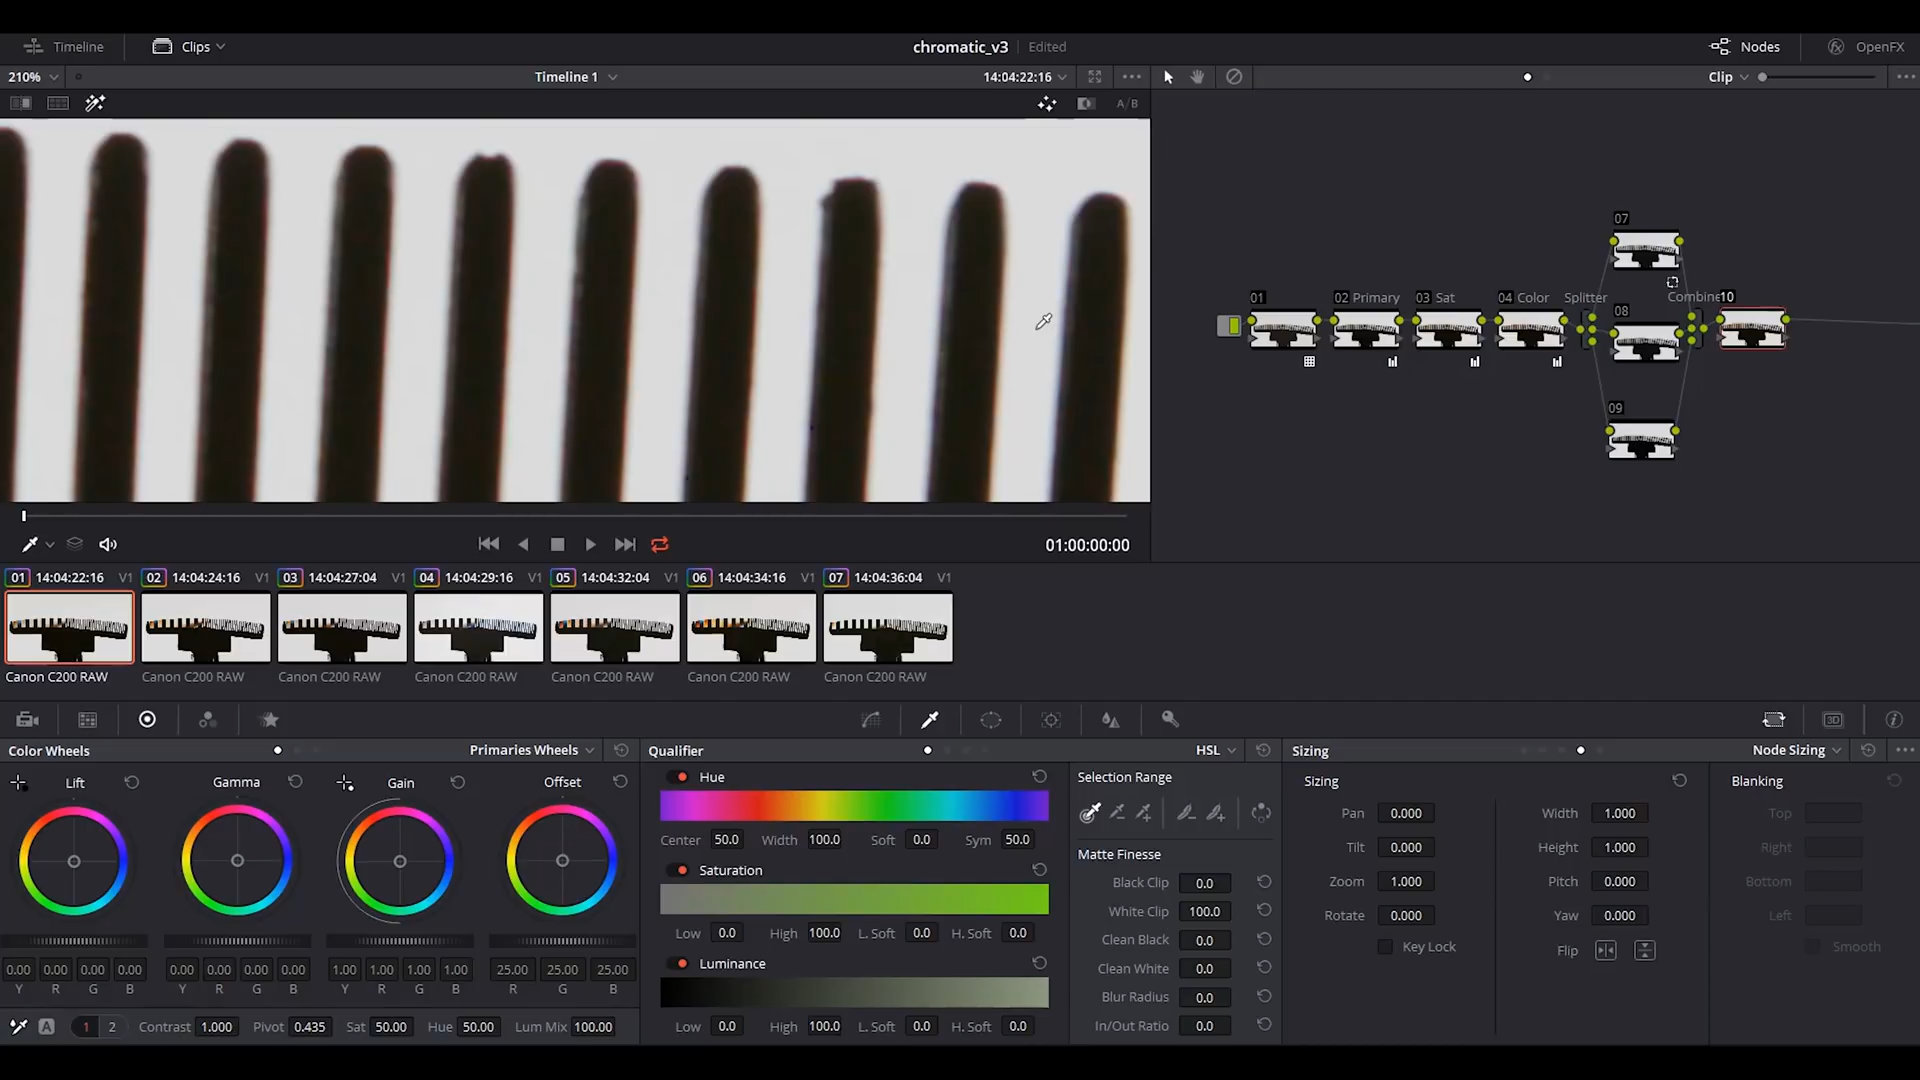 Timeline Clips chromatic_v3 Edited Nodes OpenFX
210% Timeline 1 14:04:22:16 Clip
A/B
07
01 02 Primary 03 Sat 04 Color Splitter 08 Combine 10
09
01:00:00:00
01 14:04:22:16 V1 02 14:04:24:16 V1 03 14:04:27:04 V1 04 14:04:29:16 V1 05 14:04:32:04 V1 06 14:04:34:16 V1 07 14:04:36:04 V1
Canon C200 RAW Canon C200 RAW Canon C200 RAW Canon C200 RAW Canon C200 RAW Canon C200 RAW Canon C200 RAW
3D
Color Wheels Primaries Wheels
Lift Gamma Gain Offset
0.00 0.00 0.00 0.00 0.00 0.00 0.00 0.00 1.00 1.00 1.00 1.00 25.00 25.00 25.00
Y R G B Y R G B Y R G B R G B
A 1 2 Contrast 1.000 Pivot 0.435 Sat 50.00 Hue 50.00 Lum Mix 100.00
Qualifier HSL
Hue
Center 50.0 Width 100.0 Soft 0.0 Sym 50.0
Saturation
Low 0.0 High 100.0 L. Soft 0.0 H. Soft 0.0
Luminance
Low 0.0 High 100.0 L. Soft 0.0 H. Soft 0.0
Selection Range
Matte Finesse
Black Clip 0.0
White Clip 100.0
Clean Black 0.0
Clean White 0.0
Blur Radius 0.0
In/Out Ratio 0.0
Sizing Node Sizing
Sizing
Pan 0.000 Width 1.000
Tilt 0.000 Height 1.000
Zoom 1.000 Pitch 0.000
Rotate 0.000 Yaw 0.000
Key Lock Flip
Blanking
Top
Right
Bottom
Left
Smooth